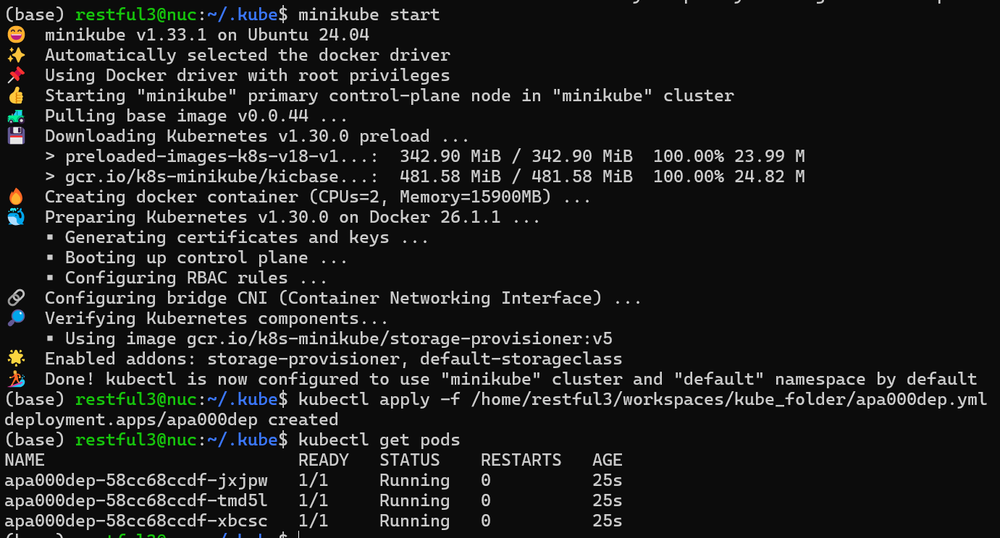 (base) restful3@nuc:~/.kube$ minikube start
😄 minikube v1.33.1 on Ubuntu 24.04
✨ Automatically selected the docker driver
📌 Using Docker driver with root privileges
👍 Starting "minikube" primary control-plane node in "minikube" cluster
🚜 Pulling base image v0.0.44 ...
💾 Downloading Kubernetes v1.30.0 preload ...
> preloaded-images-k8s-v18-v1...: 342.90 MiB / 342.90 MiB 100.00% 23.99 M
> gcr.io/k8s-minikube/kicbase...: 481.58 MiB / 481.58 MiB 100.00% 24.82 M
🔥 Creating docker container (CPUs=2, Memory=15900MB) ...
🐳 Preparing Kubernetes v1.30.0 on Docker 26.1.1 ...
▪ Generating certificates and keys ...
▪ Booting up control plane ...
▪ Configuring RBAC rules ...
🔗 Configuring bridge CNI (Container Networking Interface) ...
🔎 Verifying Kubernetes components...
▪ Using image gcr.io/k8s-minikube/storage-provisioner:v5
🌟 Enabled addons: storage-provisioner, default-storageclass
🏄 Done! kubectl is now configured to use "minikube" cluster and "default" namespace by default
(base) restful3@nuc:~/.kube$ kubectl apply -f /home/restful3/workspaces/kube_folder/apa000dep.yml
deployment.apps/apa000dep created
(base) restful3@nuc:~/.kube$ kubectl get pods
NAME READY STATUS RESTARTS AGE
apa000dep-58cc68ccdf-jxjpw 1/1 Running 0 25s
apa000dep-58cc68ccdf-tmd5l 1/1 Running 0 25s
apa000dep-58cc68ccdf-xbcsc 1/1 Running 0 25s
(base) restful3@nuc:~/.kube$